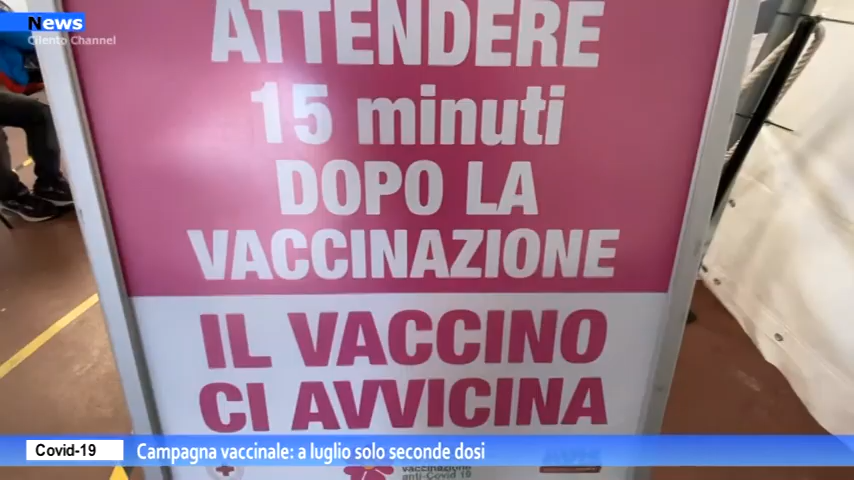 News
Cilento Channel
ATTENDERE
15 minuti
DOPO LA
VACCINAZIONE
IL VACCINO
CI AVVICINA
Covid-19
Campagna vaccinale: a luglio solo seconde dosi
vaccinazione
anti-Covid 19